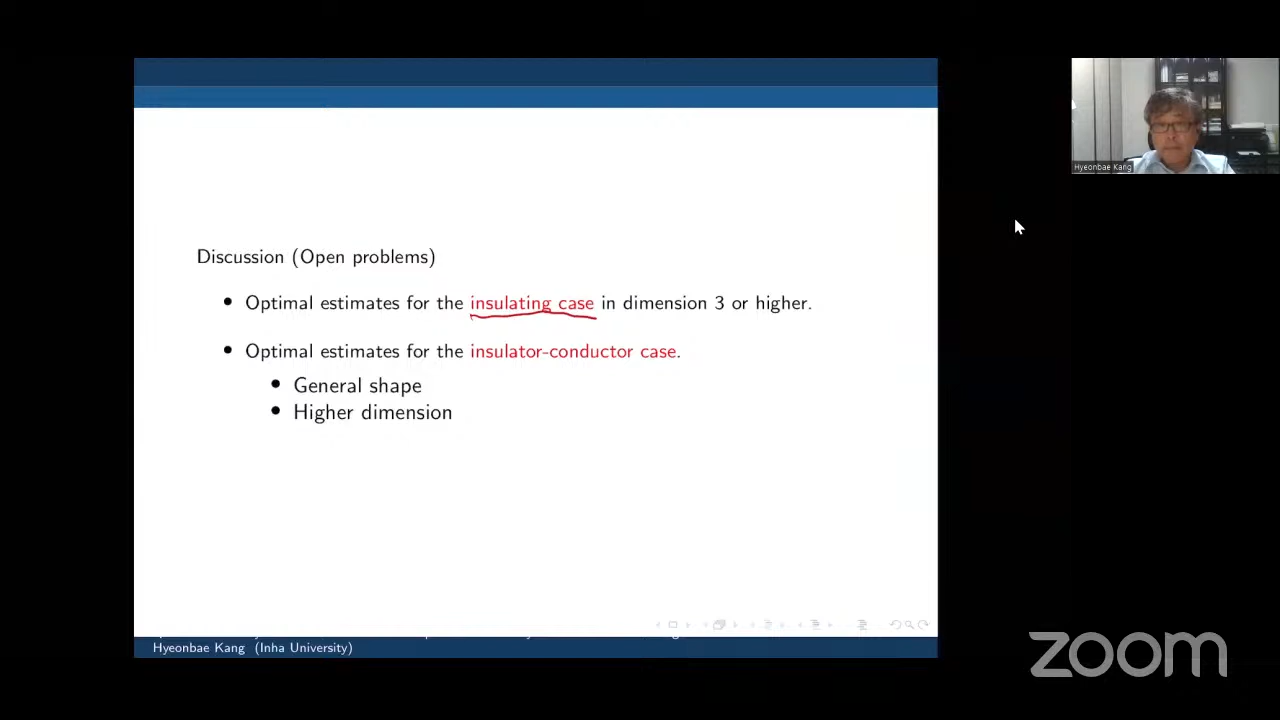 Discussion (Open problems)
• Optimal estimates for the insulating case in dimension 3 or higher.
• Optimal estimates for the insulator-conductor case.
• General shape
• Higher dimension
Hyeonbae Kang (Inha University)
Hyeonbae Kang
zoom